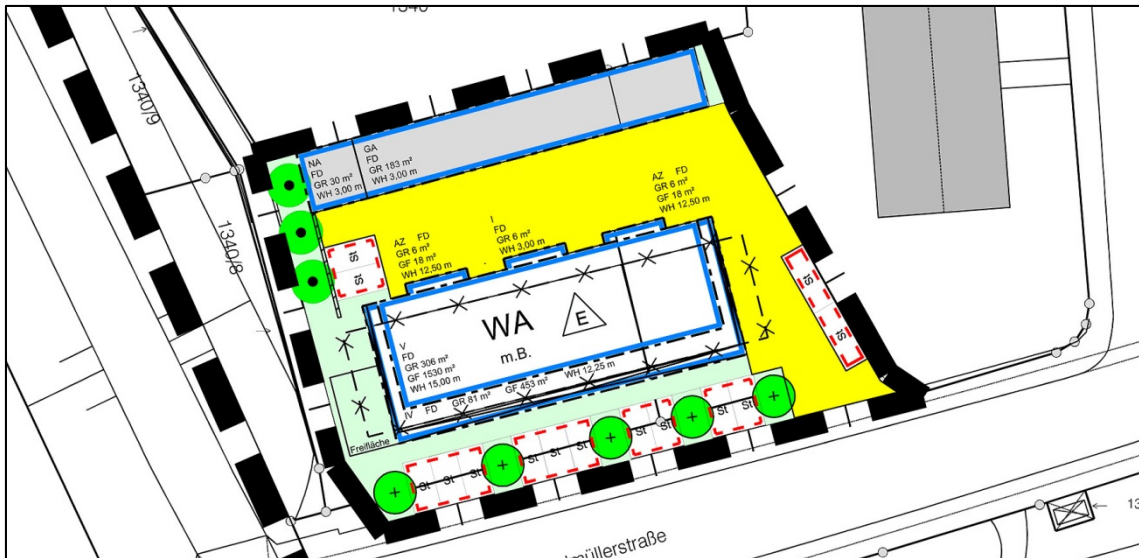 1340
1340/9
1340/8
NA
FD
GR 30 m²
WH 3,00 m
GA
FD
GR 183 m²
WH 3,00 m
AZ FD
GR 6 m²
GF 18 m²
WH 12,50 m
I
FD
GR 6 m²
WH 3,00 m
AZ FD
GR 6 m²
GF 18 m²
WH 12,50 m
St
St
St
St
WA
E
m.B.
V
FD
GR 306 m²
GF 1530 m²
WH 15,00 m
IV FD GR 81 m² GF 453 m² WH 12,25 m
Freifläche
St St St St St St St St St St
müllerstraße